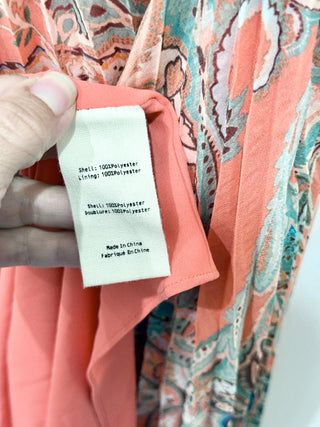 Shell: 100%Polyester
Lining: 100%Polyester
Shell: 100%Polyester
Doublure: 100%Polyester
Made In China
Fabriqué En Chine